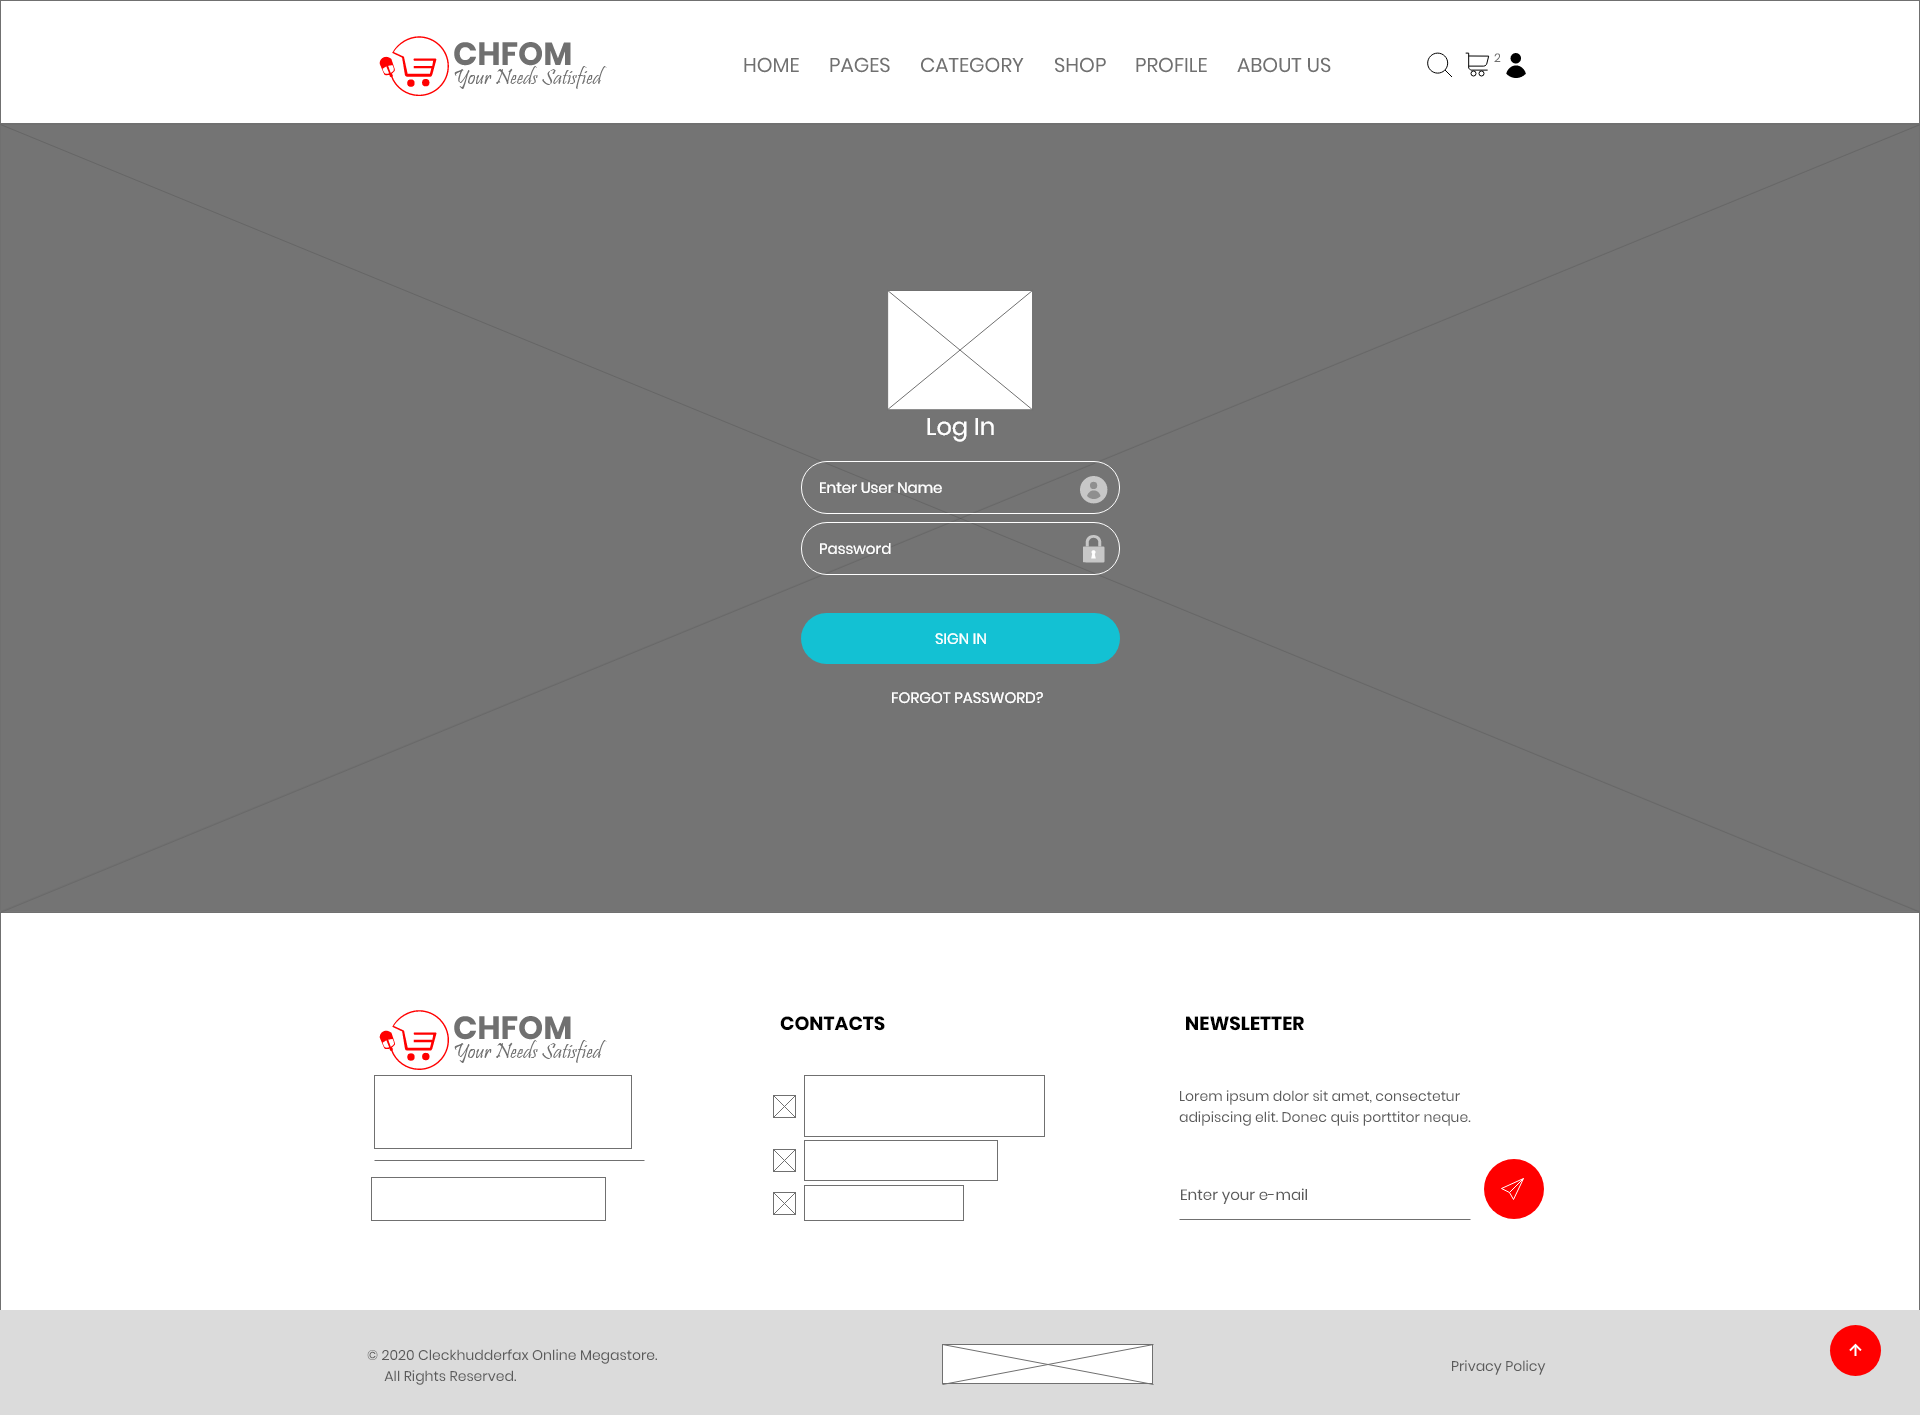 CHFOM
Your Needs Satisfied
HOME PAGES CATEGORY SHOP PROFILE ABOUT US
2
Log In
Enter User Name
Password
SIGN IN
FORGOT PASSWORD?
CHFOM
Your Needs Satisfied
CONTACTS
NEWSLETTER
Lorem ipsum dolor sit amet, consectetur
adipiscing elit. Donec quis porttitor neque.
Enter your e-mail
© 2020 Cleckhudderfax Online Megastore.
All Rights Reserved.
Privacy Policy